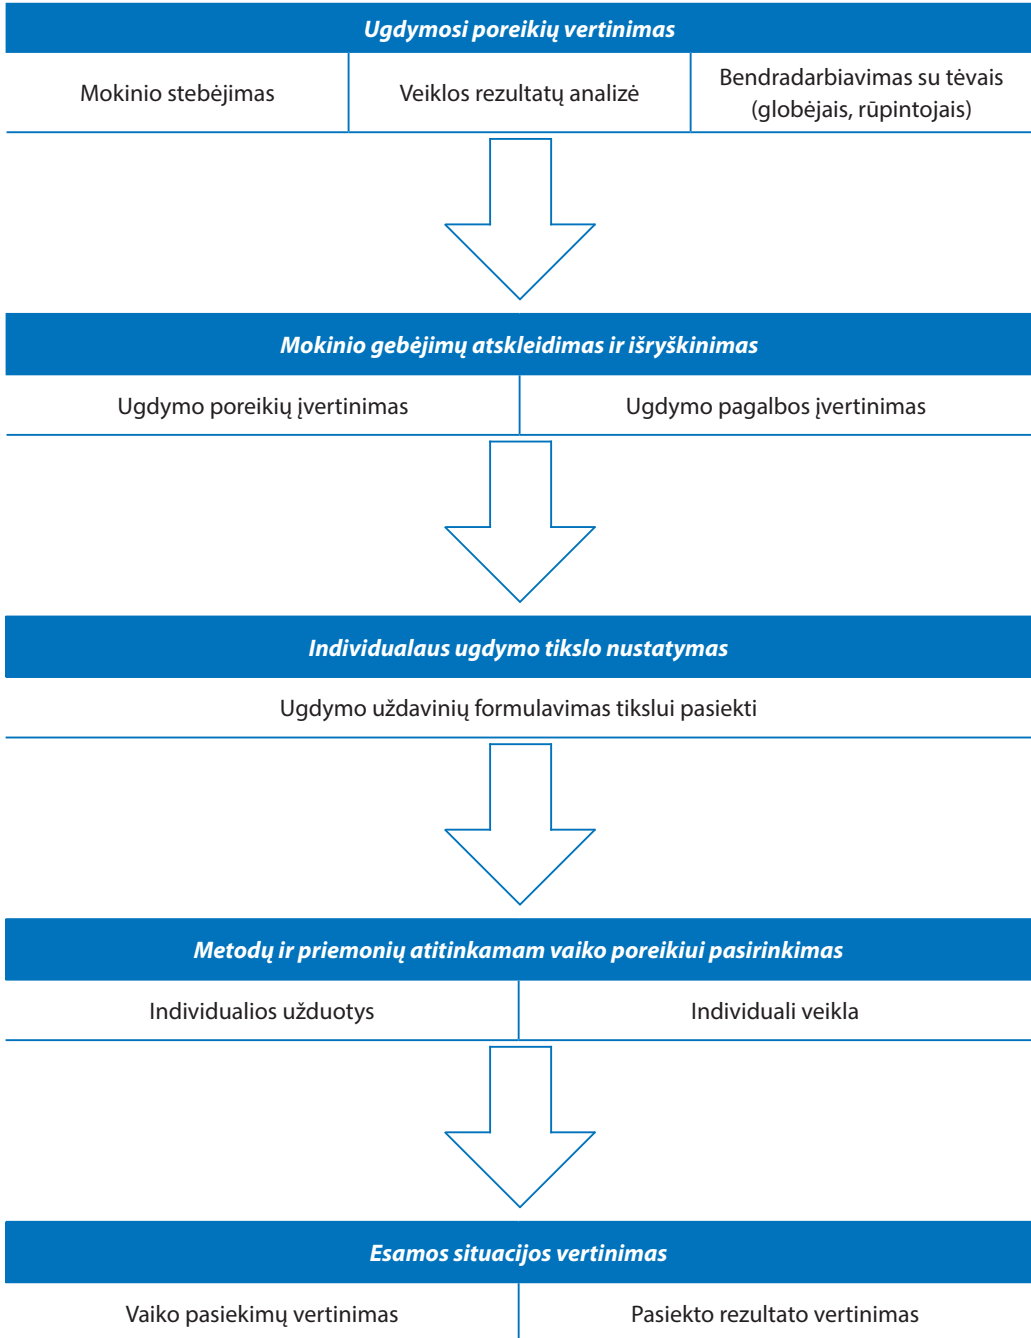 Ugdymosi poreikių vertinimas
Mokinio stebėjimas
Veiklos rezultatų analizė
Bendradarbiavimas su tėvais
(globėjais, rūpintojais)
Mokinio gebėjimų atskleidimas ir išryškinimas
Ugdymo poreikių įvertinimas
Ugdymo pagalbos įvertinimas
Individualaus ugdymo tikslo nustatymas
Ugdymo uždavinių formulavimas tikslui pasiekti
Metodų ir priemonių atitinkamam vaiko poreikiui pasirinkimas
Individualios užduotys
Individuali veikla
Esamos situacijos vertinimas
Vaiko pasiekimų vertinimas
Pasiekto rezultato vertinimas